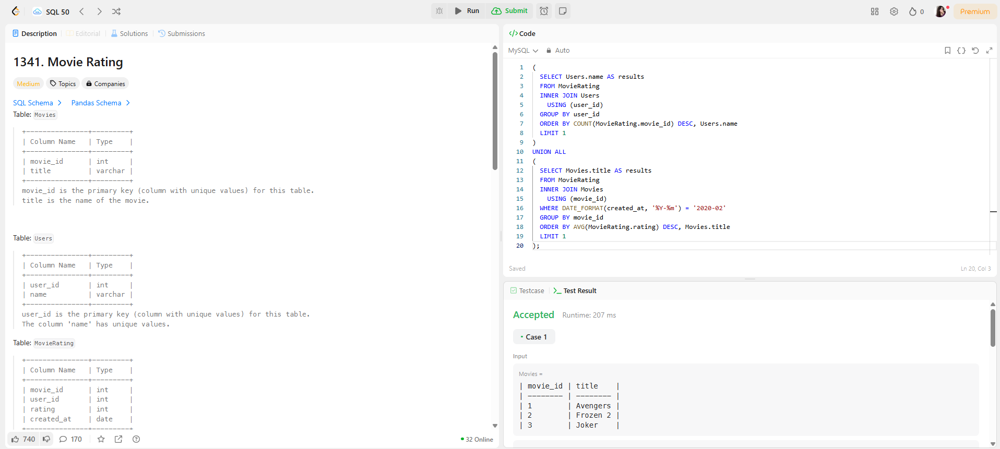 SQL 50
Run
Submit
0
Premium
Description
Editorial
Solutions
Submissions
1341. Movie Rating
Medium
Topics
Companies
SQL Schema
Pandas Schema
Table: Movies
+---------------+---------+
| Column Name   | Type    |
+---------------+---------+
| movie_id      | int     |
| title         | varchar |
+---------------+---------+
movie_id is the primary key (column with unique values) for this table.
title is the name of the movie.
Table: Users
+---------------+---------+
| Column Name   | Type    |
+---------------+---------+
| user_id       | int     |
| name          | varchar |
+---------------+---------+
user_id is the primary key (column with unique values) for this table.
The column 'name' has unique values.
Table: MovieRating
+---------------+---------+
| Column Name   | Type    |
+---------------+---------+
| movie_id      | int     |
| user_id       | int     |
| rating        | int     |
| created_at    | date    |
+---------------+---------+
740
170
32 Online
</> Code
MySQL
Auto
1 (
2 SELECT Users.name AS results
3 FROM MovieRating
4 INNER JOIN Users
5 USING (user_id)
6 GROUP BY user_id
7 ORDER BY COUNT(MovieRating.movie_id) DESC, Users.name
8 LIMIT 1
9 )
10 UNION ALL
11 (
12 SELECT Movies.title AS results
13 FROM MovieRating
14 INNER JOIN Movies
15 USING (movie_id)
16 WHERE DATE_FORMAT(created_at, '%Y-%m') = '2020-02'
17 GROUP BY movie_id
18 ORDER BY AVG(MovieRating.rating) DESC, Movies.title
19 LIMIT 1
20 );
Saved
Ln 20, Col 3
Testcase
Test Result
Accepted
Runtime: 207 ms
Case 1
Input
Movies =
| movie_id | title    |
| -------- | -------- |
| 1        | Avengers |
| 2        | Frozen 2 |
| 3        | Joker    |